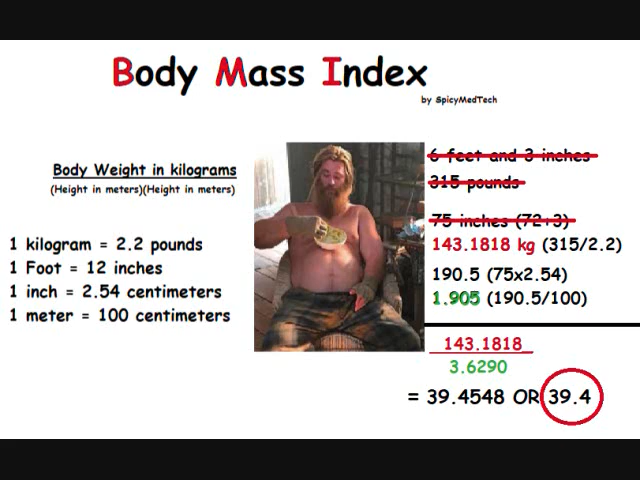 Body Mass Index
by SpicyMedTech
Body Weight in kilograms
(Height in meters)(Height in meters)
1 kilogram = 2.2 pounds
1 Foot = 12 inches
1 inch = 2.54 centimeters
1 meter = 100 centimeters
6 feet and 3 inches
315 pounds
75 inches (72+3)
143.1818 kg (315/2.2)
190.5 (75x2.54)
1.905 (190.5/100)
143.1818
3.6290
= 39.4548 OR 39.4